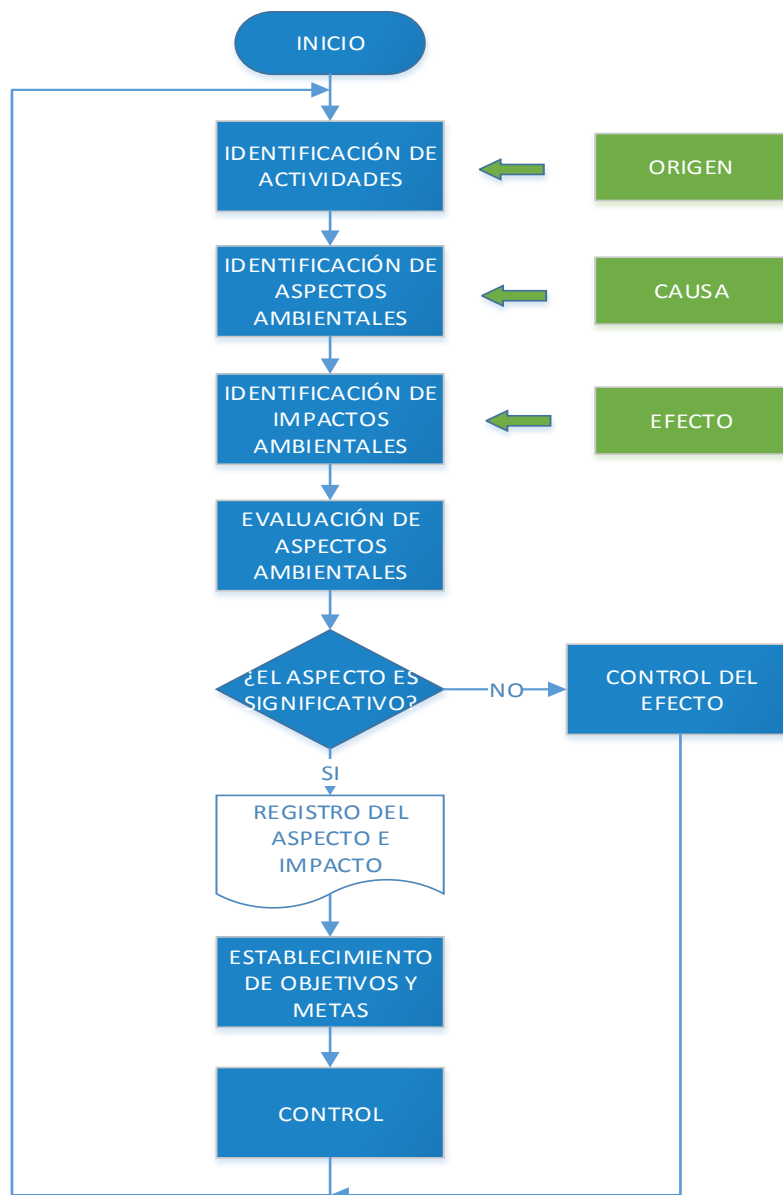 INICIO
IDENTIFICACIÓN DE
ACTIVIDADES
ORIGEN
IDENTIFICACIÓN DE
ASPECTOS
AMBIENTALES
CAUSA
IDENTIFICACIÓN DE
IMPACTOS
AMBIENTALES
EFECTO
EVALUACIÓN DE
ASPECTOS
AMBIENTALES
¿EL ASPECTO ES
SIGNIFICATIVO?
NO
CONTROL DEL
EFECTO
SI
REGISTRO DEL
ASPECTO E
IMPACTO
ESTABLECIMIENTO
DE OBJETIVOS Y
METAS
CONTROL